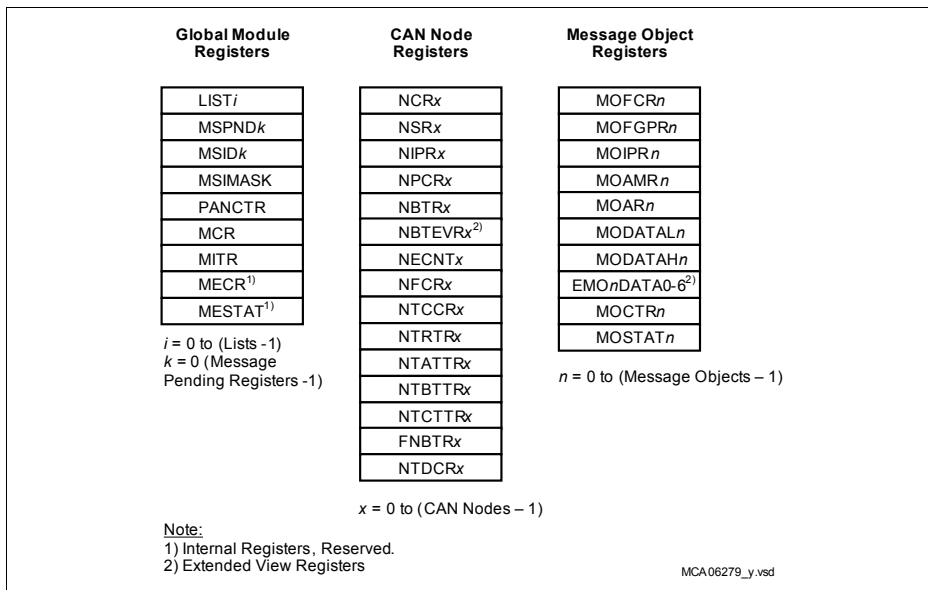 Global Module
Registers
LISTi
MSPNDk
MSIDk
MSIMASK
PANCTR
MCR
MITR
MECR1)
MESTAT1)
i = 0 to (Lists -1)
k = 0 (Message
Pending Registers -1)
CAN Node
Registers
NCRx
NSRx
NIPRx
NPCRx
NBTRx
NBTEVRx2)
NECNTx
NFCRx
NTCCRx
NTRTRx
NTATTRx
NTBTTRx
NTCTTRx
FNBTRx
NTDCRx
x = 0 to (CAN Nodes – 1)
Message Object
Registers
MOFCRn
MOFGPRn
MOIPRn
MOAMRn
MOARn
MODATALn
MODATAHn
EMOnDATA0-62)
MOCTRn
MOSTATn
n = 0 to (Message Objects – 1)
Note:
1) Internal Registers, Reserved.
2) Extended View Registers
MCA06279_y.vsd